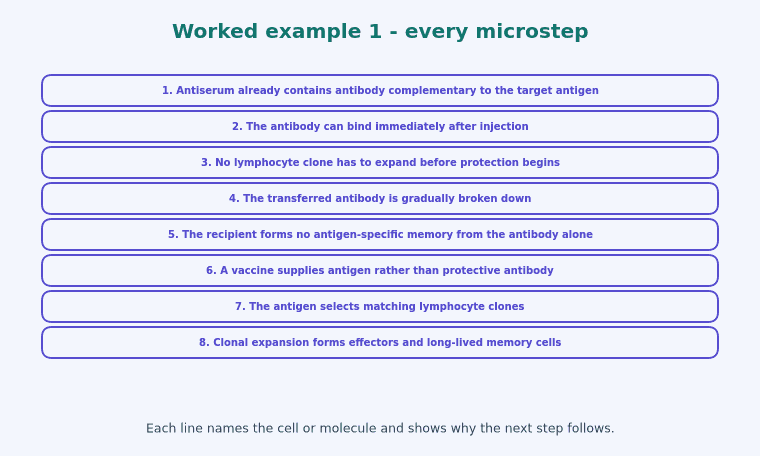 Worked example 1 - every microstep
1. Antiserum already contains antibody complementary to the target antigen
2. The antibody can bind immediately after injection
3. No lymphocyte clone has to expand before protection begins
4. The transferred antibody is gradually broken down
5. The recipient forms no antigen-specific memory from the antibody alone
6. A vaccine supplies antigen rather than protective antibody
7. The antigen selects matching lymphocyte clones
8. Clonal expansion forms effectors and long-lived memory cells
Each line names the cell or molecule and shows why the next step follows.